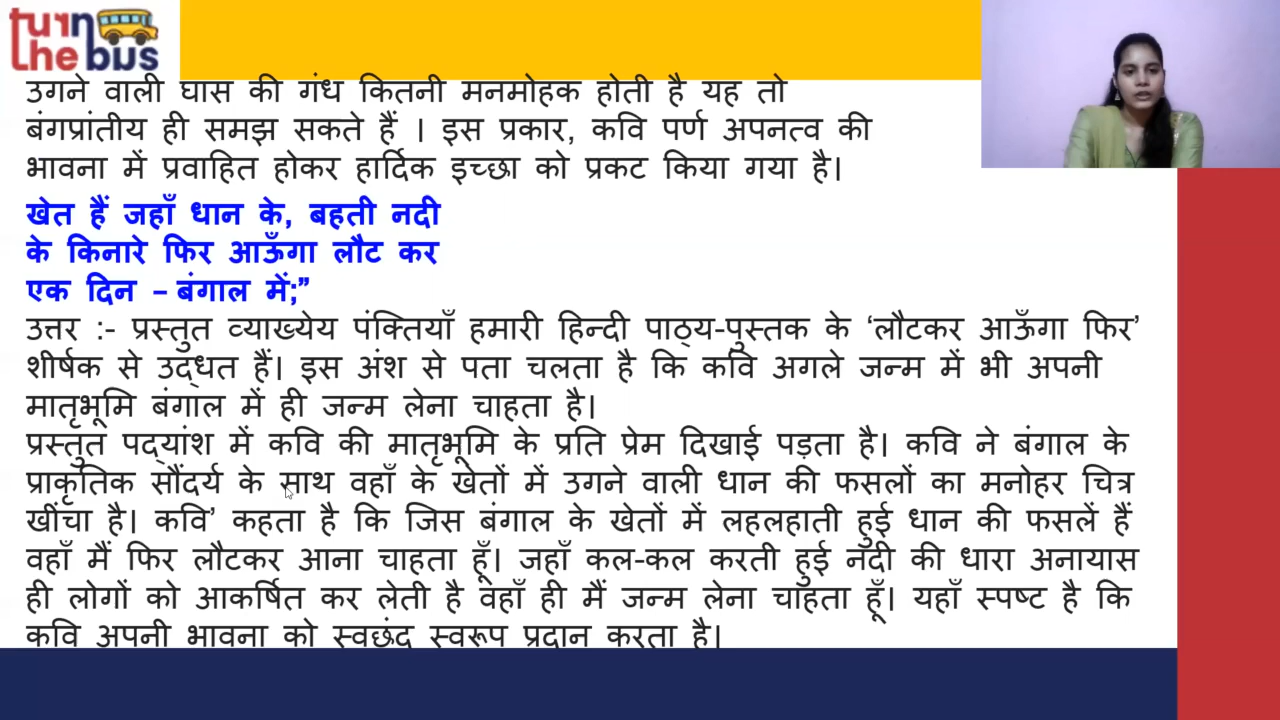 turn
the bus
उगने वाली घास की गंध कितनी मनमोहक होती है यह तो
बंगप्रांतीय ही समझ सकते हैं । इस प्रकार, कवि पर्ण अपनत्व की
भावना में प्रवाहित होकर हार्दिक इच्छा को प्रकट किया गया है।
खेत हैं जहाँ धान के, बहती नदी
के किनारे फिर आऊँगा लौट कर
एक दिन – बंगाल में;”
उत्तर :- प्रस्तुत व्याख्येय पंक्तियाँ हमारी हिन्दी पाठ्य-पुस्तक के ‘लौटकर आऊँगा फिर’
शीर्षक से उद्धत हैं। इस अंश से पता चलता है कि कवि अगले जन्म में भी अपनी
मातृभूमि बंगाल में ही जन्म लेना चाहता है।
प्रस्तुत पद्यांश में कवि की मातृभूमि के प्रति प्रेम दिखाई पड़ता है। कवि ने बंगाल के
प्राकृतिक सौंदर्य के साथ वहाँ के खेतों में उगने वाली धान की फसलों का मनोहर चित्र
खींचा है। कवि’ कहता है कि जिस बंगाल के खेतों में लहलहाती हुई धान की फसलें हैं
वहाँ मैं फिर लौटकर आना चाहता हूँ। जहाँ कल-कल करती हुई नदी की धारा अनायास
ही लोगों को आकर्षित कर लेती है वहाँ ही मैं जन्म लेना चाहता हूँ। यहाँ स्पष्ट है कि
कवि अपनी भावना को स्वछंद स्वरूप प्रदान करता है।